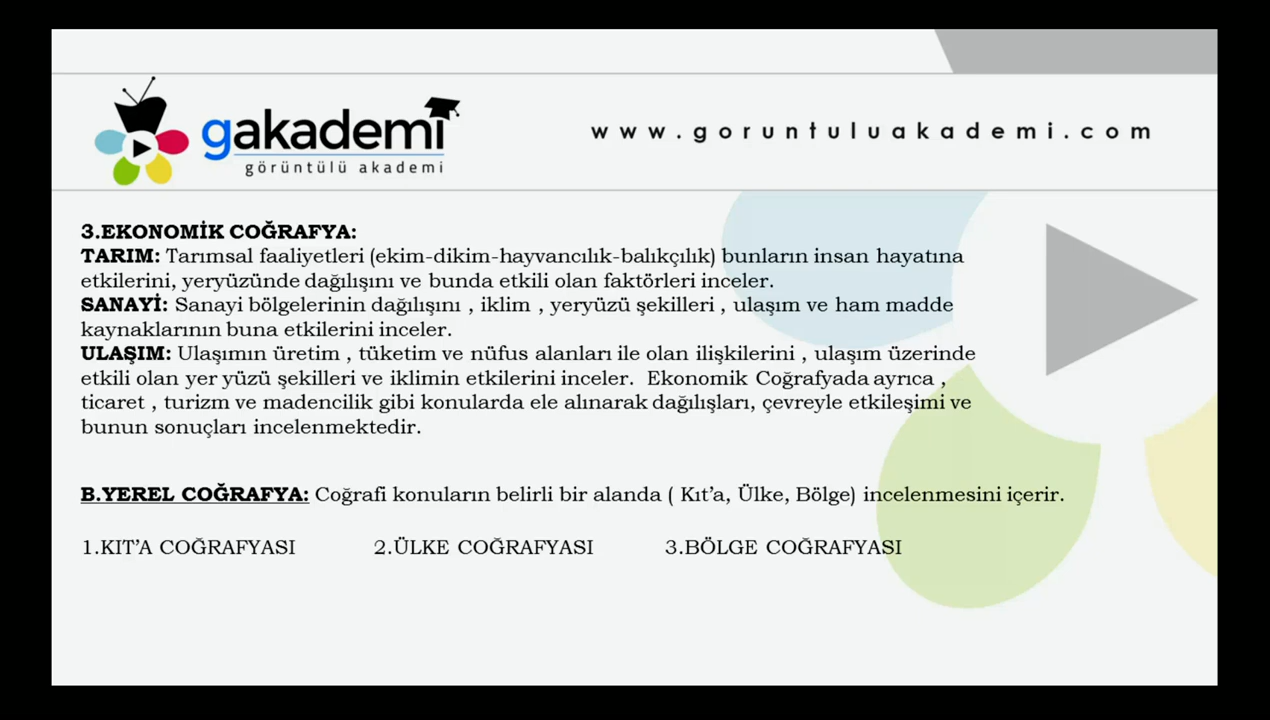 gakademi
görüntülü akademi
www.goruntuluakademi.com
3.EKONOMİK COĞRAFYA:
TARIM: Tarımsal faaliyetleri (ekim-dikim-hayvancılık-balıkçılık) bunların insan hayatına
etkilerini, yeryüzünde dağılışını ve bunda etkili olan faktörleri inceler.
SANAYİ: Sanayi bölgelerinin dağılışını , iklim , yeryüzü şekilleri , ulaşım ve ham madde
kaynaklarının buna etkilerini inceler.
ULAŞIM: Ulaşımın üretim , tüketim ve nüfus alanları ile olan ilişkilerini , ulaşım üzerinde
etkili olan yer yüzü şekilleri ve iklimin etkilerini inceler. Ekonomik Coğrafyada ayrıca ,
ticaret , turizm ve madencilik gibi konularda ele alınarak dağılışları, çevreyle etkileşimi ve
bunun sonuçları incelenmektedir.
B.YEREL COĞRAFYA: Coğrafi konuların belirli bir alanda ( Kıt’a, Ülke, Bölge) incelenmesini içerir.
1.KIT’A COĞRAFYASI 2.ÜLKE COĞRAFYASI 3.BÖLGE COĞRAFYASI